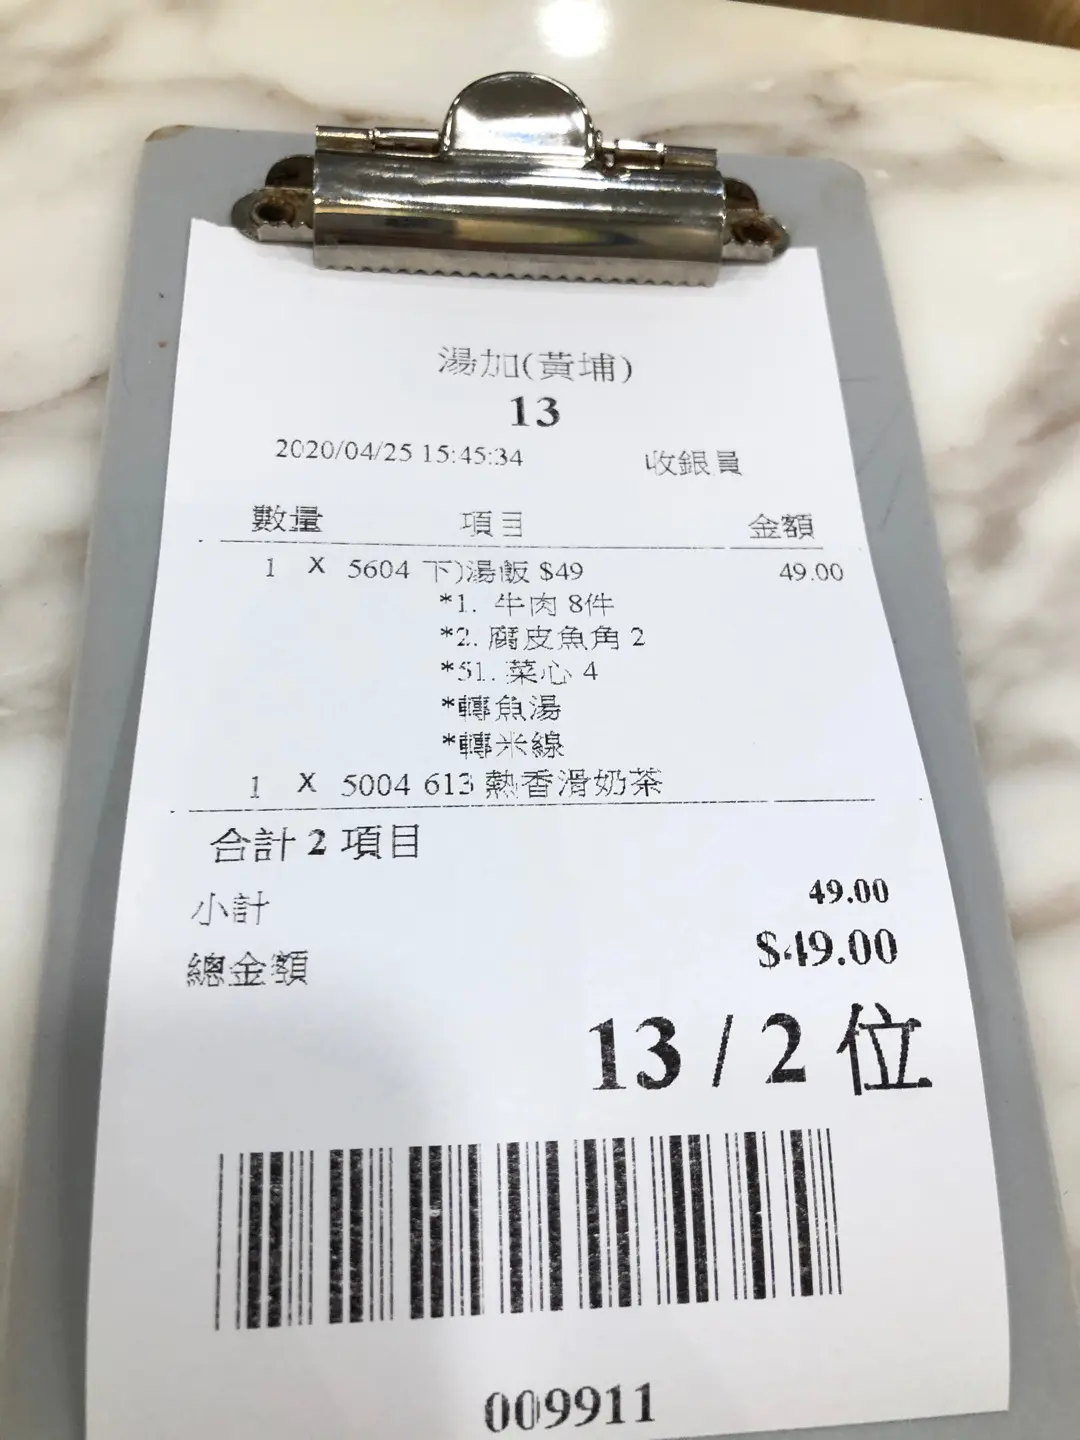 湯加(黃埔)
13
2020/04/25 15:45:34 收銀員
數量 項目 金額
1 X 5604 下)湯飯 $49 49.00
*1. 牛肉 8件
*2. 腐皮魚角 2
*51. 菜心 4
*轉魚湯
*轉米線
1 X 5004 613 熱香滑奶茶
合計 2 項目
小計 49.00
總金額 $49.00
13 / 2 位
009911